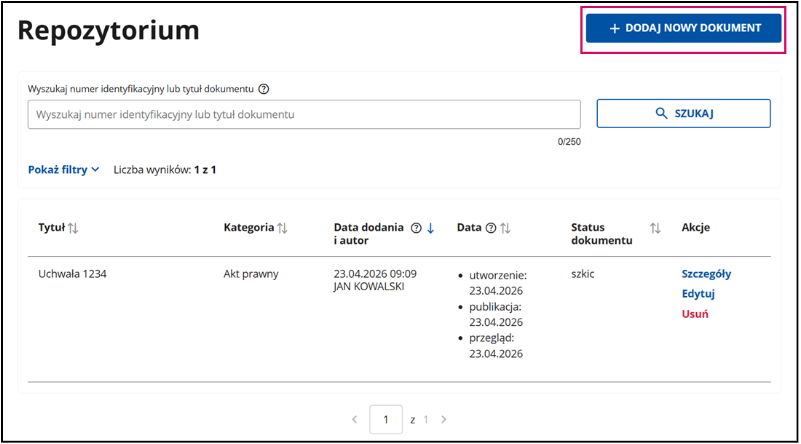 Repozytorium
+ DODAJ NOWY DOKUMENT
Wyszukaj numer identyfikacyjny lub tytuł dokumentu ?
Wyszukaj numer identyfikacyjny lub tytuł dokumentu
SZUKAJ
0/250
Pokaż filtry Liczba wyników: 1 z 1
Tytuł Kategoria Data dodania i autor ? Data ? Status dokumentu Akcje
Uchwała 1234
Akt prawny
23.04.2026 09:09
JAN KOWALSKI
• utworzenie:
23.04.2026
• publikacja:
23.04.2026
• przegląd:
23.04.2026
szkic
Szczegóły
Edytuj
Usuń
< 1 z 1 >